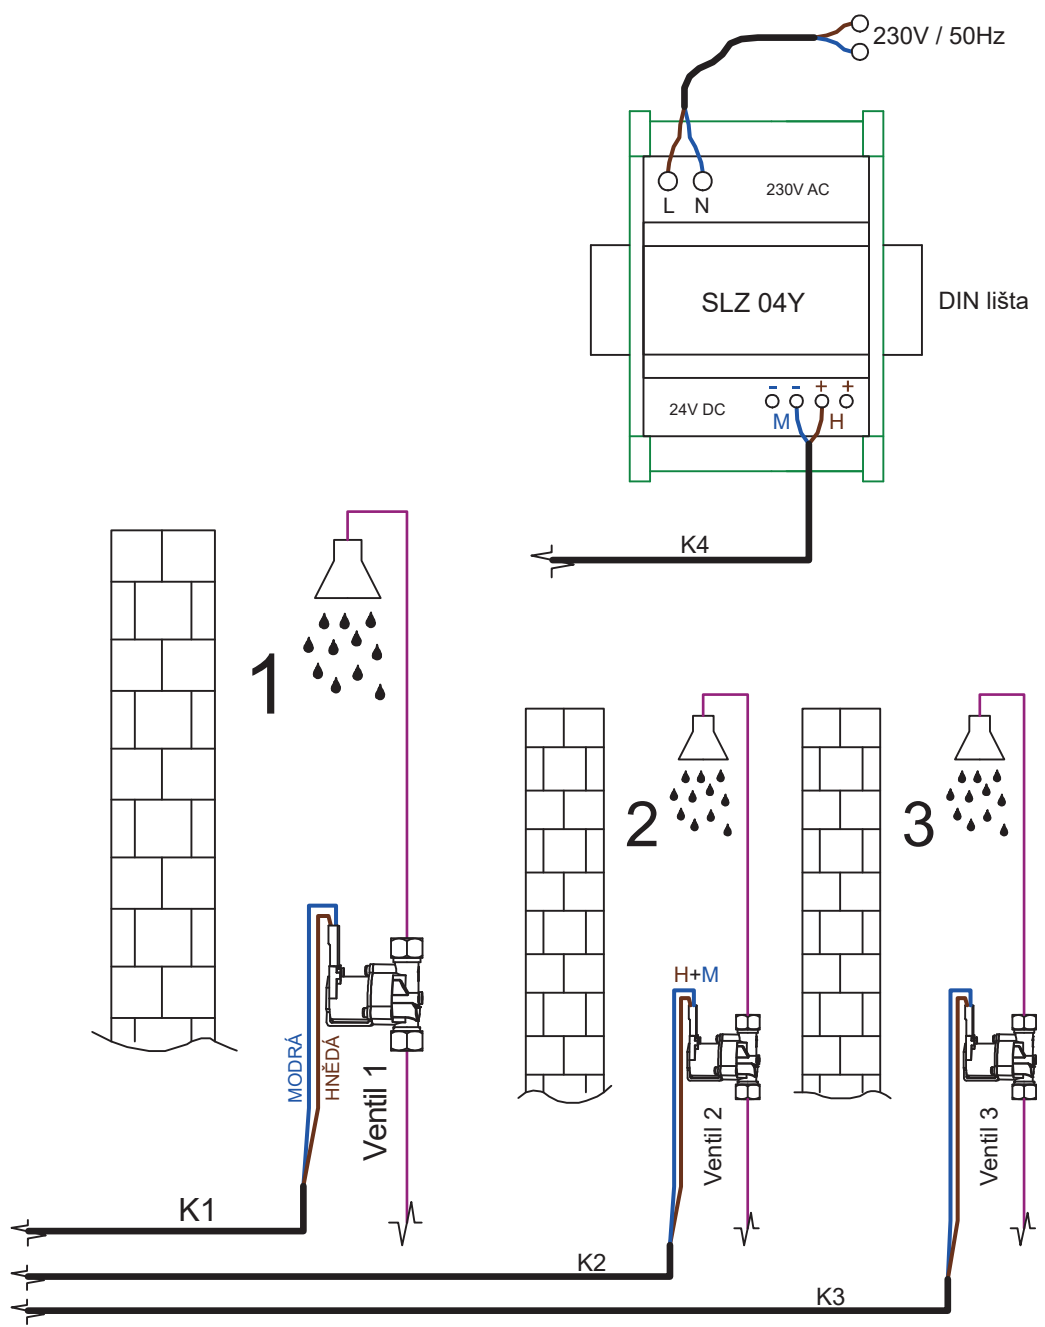 230V / 50Hz
230V AC
L N
SLZ 04Y
DIN lišta
- - + +
24V DC
M H
K4
1
2
3
H+M
MODRÁ
HNĚDÁ
Ventil 1
Ventil 2
Ventil 3
K1
K2
K3